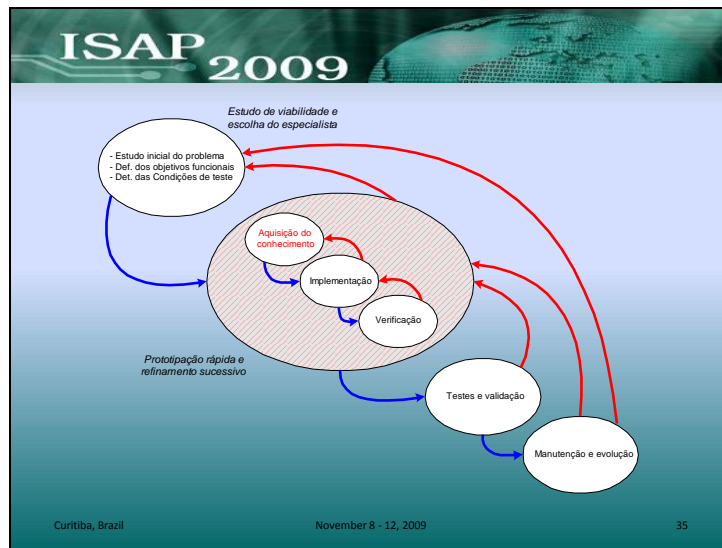 ISAP 2009
Estudo de viabilidade e
escolha do especialista
- Estudo inicial do problema
- Def. dos objetivos funcionais
- Det. das Condições de teste
Aquisição do
conhecimento
Implementação
Verificação
Prototipação rápida e
refinamento sucessivo
Testes e validação
Manutenção e evolução
Curitiba, Brazil
November 8 - 12, 2009
35